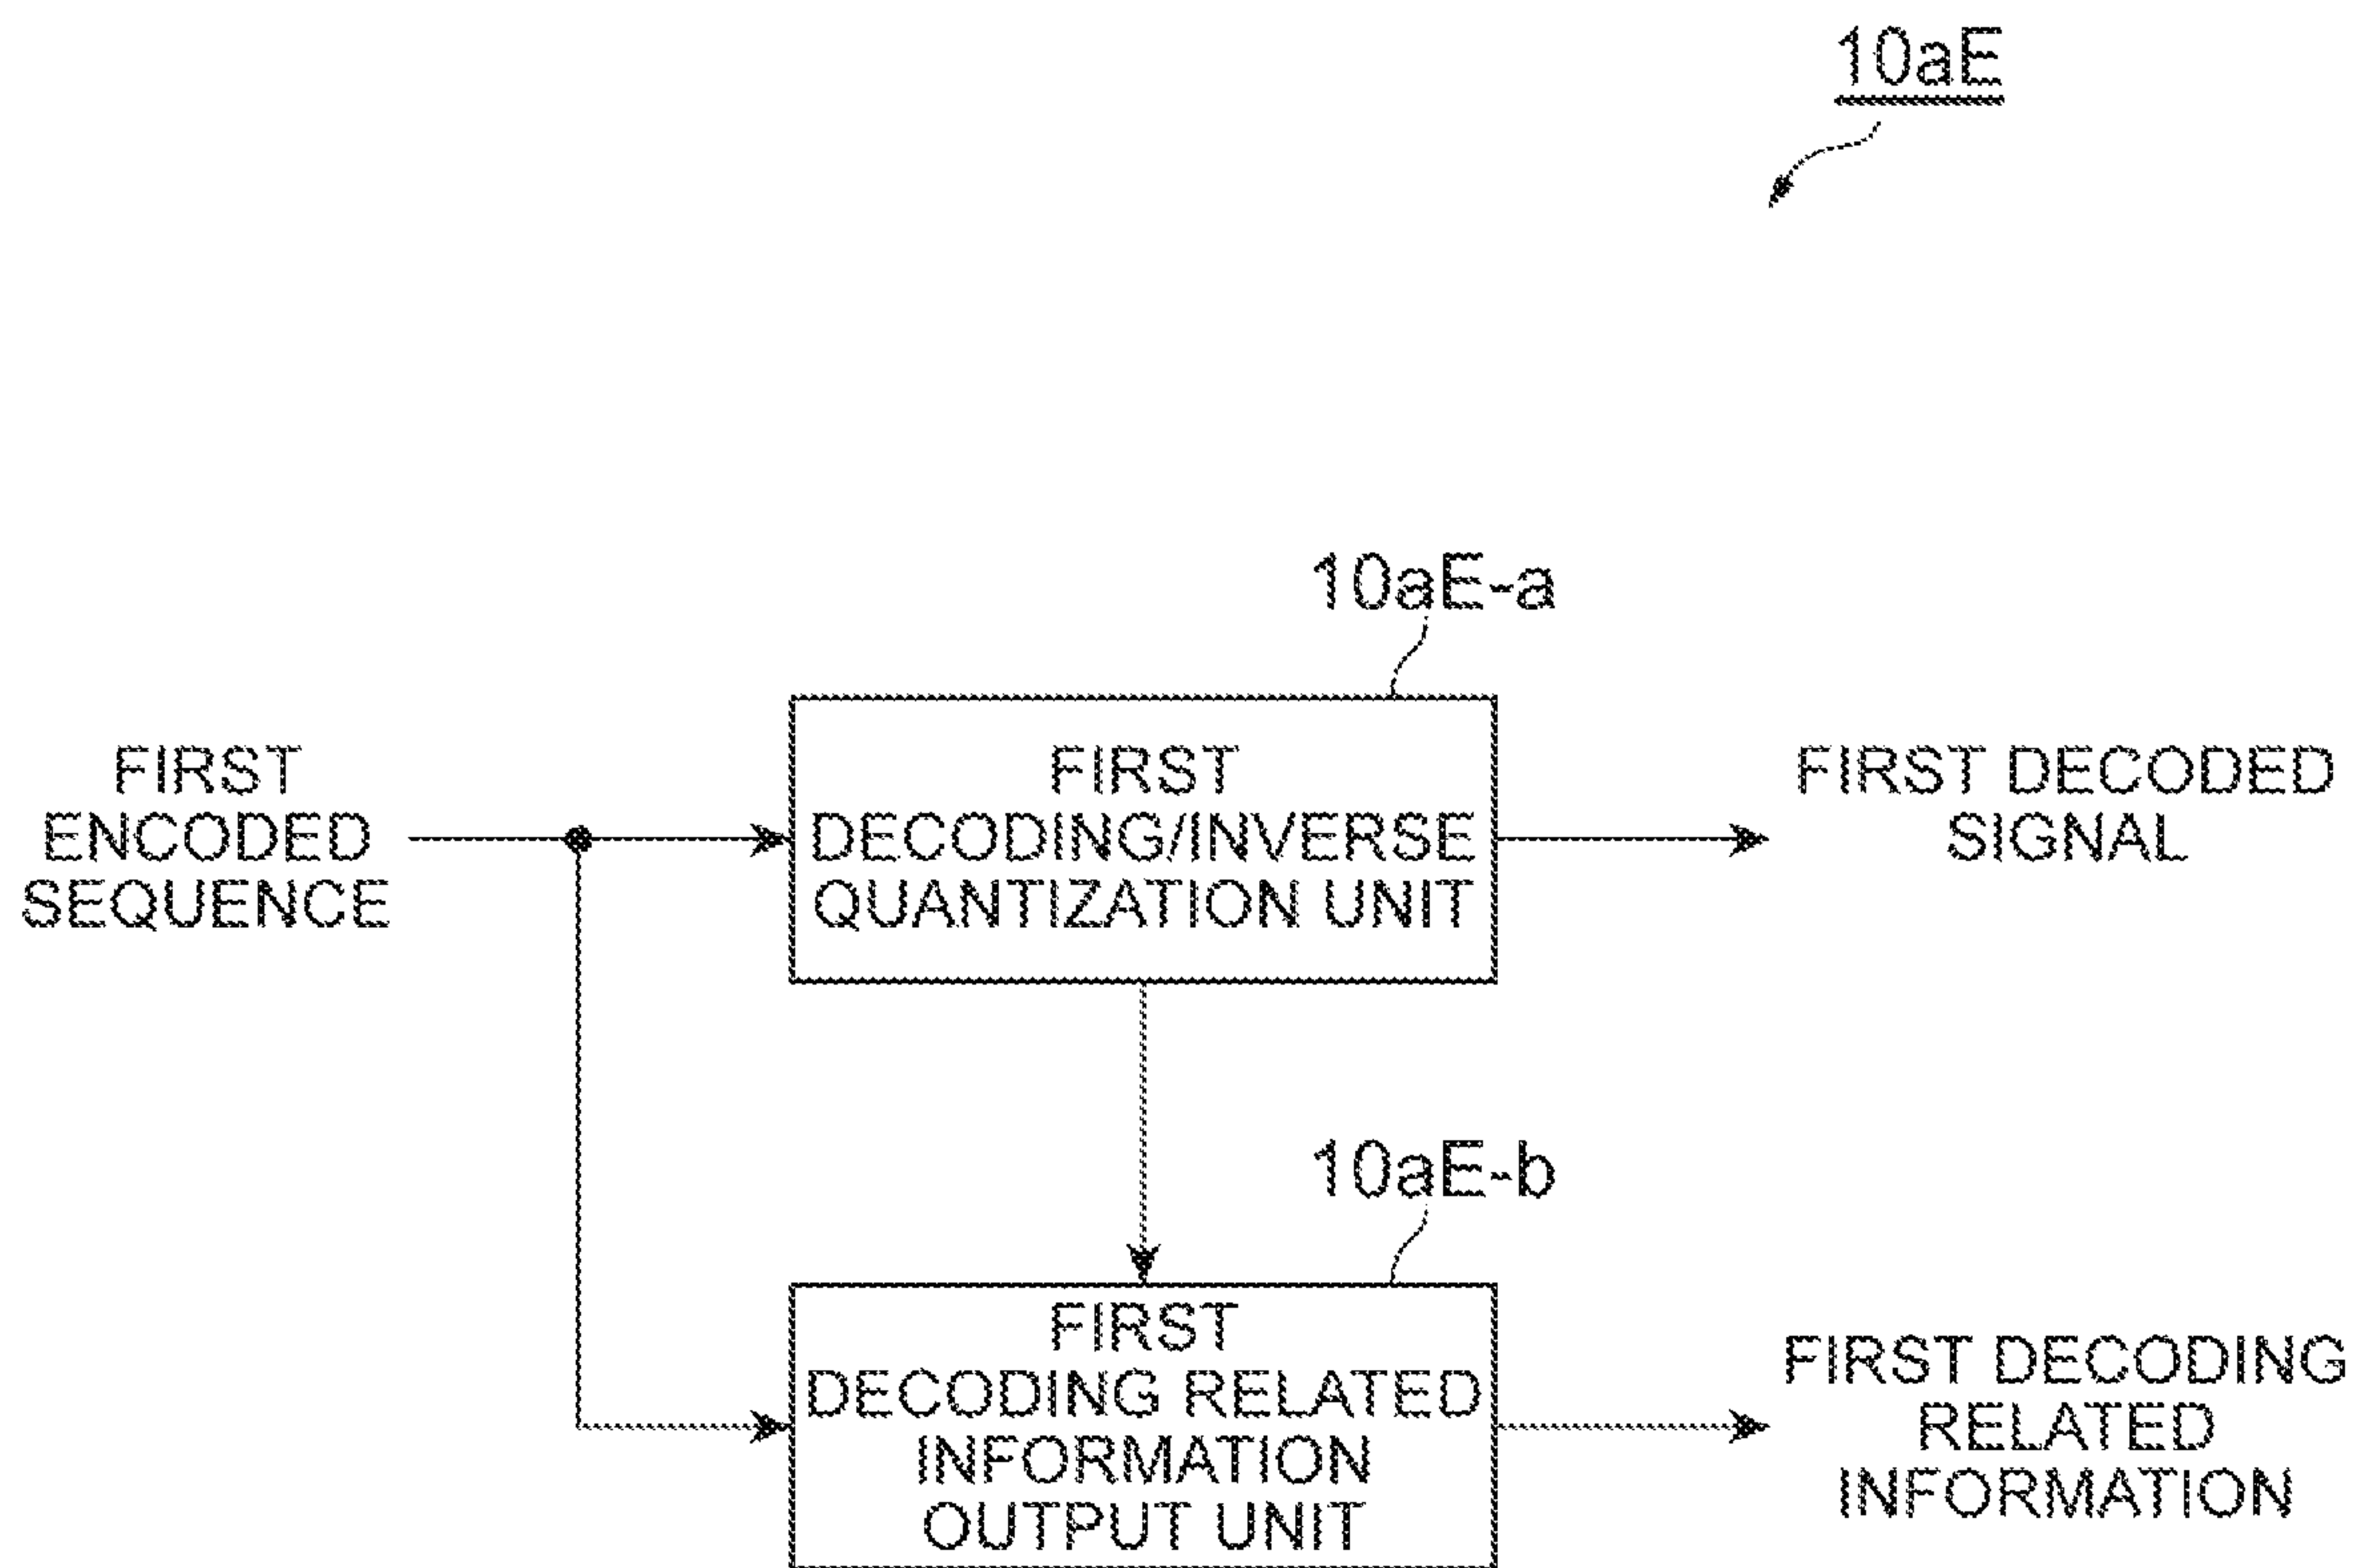 10aE
10aE-a
FIRST
ENCODED
SEQUENCE
FIRST
DECODING/INVERSE
QUANTIZATION UNIT
FIRST DECODED
SIGNAL
10aE-b
FIRST
DECODING RELATED
INFORMATION
OUTPUT UNIT
FIRST DECODING
RELATED
INFORMATION